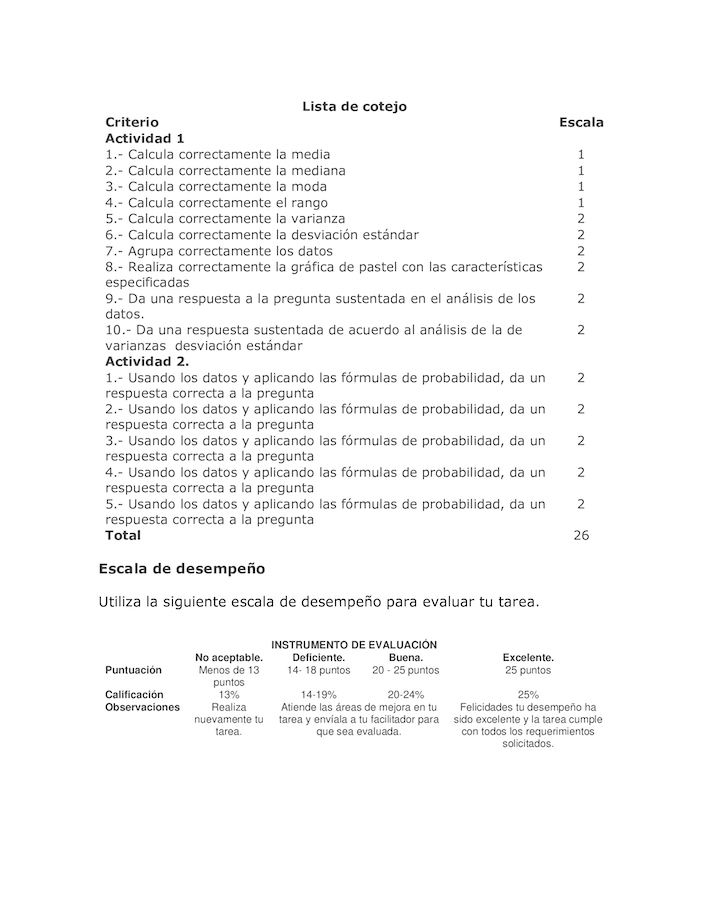 Lista de cotejo
Criterio Escala
Actividad 1
1.- Calcula correctamente la media 1
2.- Calcula correctamente la mediana 1
3.- Calcula correctamente la moda 1
4.- Calcula correctamente el rango 1
5.- Calcula correctamente la varianza 2
6.- Calcula correctamente la desviación estándar 2
7.- Agrupa correctamente los datos 2
8.- Realiza correctamente la gráfica de pastel con las características 2
especificadas
9.- Da una respuesta a la pregunta sustentada en el análisis de los 2
datos.
10.- Da una respuesta sustentada de acuerdo al análisis de la de 2
varianzas desviación estándar
Actividad 2.
1.- Usando los datos y aplicando las fórmulas de probabilidad, da un 2
respuesta correcta a la pregunta
2.- Usando los datos y aplicando las fórmulas de probabilidad, da un 2
respuesta correcta a la pregunta
3.- Usando los datos y aplicando las fórmulas de probabilidad, da un 2
respuesta correcta a la pregunta
4.- Usando los datos y aplicando las fórmulas de probabilidad, da un 2
respuesta correcta a la pregunta
5.- Usando los datos y aplicando las fórmulas de probabilidad, da un 2
respuesta correcta a la pregunta
Total 26
Escala de desempeño
Utiliza la siguiente escala de desempeño para evaluar tu tarea.
INSTRUMENTO DE EVALUACIÓN
No aceptable. Deficiente. Buena. Excelente.
Puntuación Menos de 13 14- 18 puntos 20 - 25 puntos 25 puntos
puntos
Calificación 13% 14-19% 20-24% 25%
Observaciones Realiza Atiende las áreas de mejora en tu Felicidades tu desempeño ha
nuevamente tu tarea y envíala a tu facilitador para sido excelente y la tarea cumple
tarea. que sea evaluada. con todos los requerimientos
solicitados.